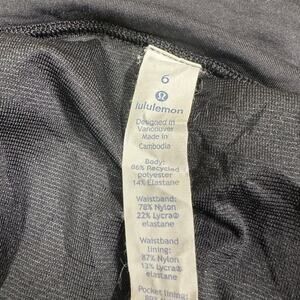 6
lululemon
Designed in
Vancouver
Made in
Cambodia
Body:
86% Recycled
polyester
14% Elastane
Waistband:
78% Nylon
22% Lycra®
elastane
Waistband
lining:
87% Nylon
13% Lycra®
elastane
Pocket lining: